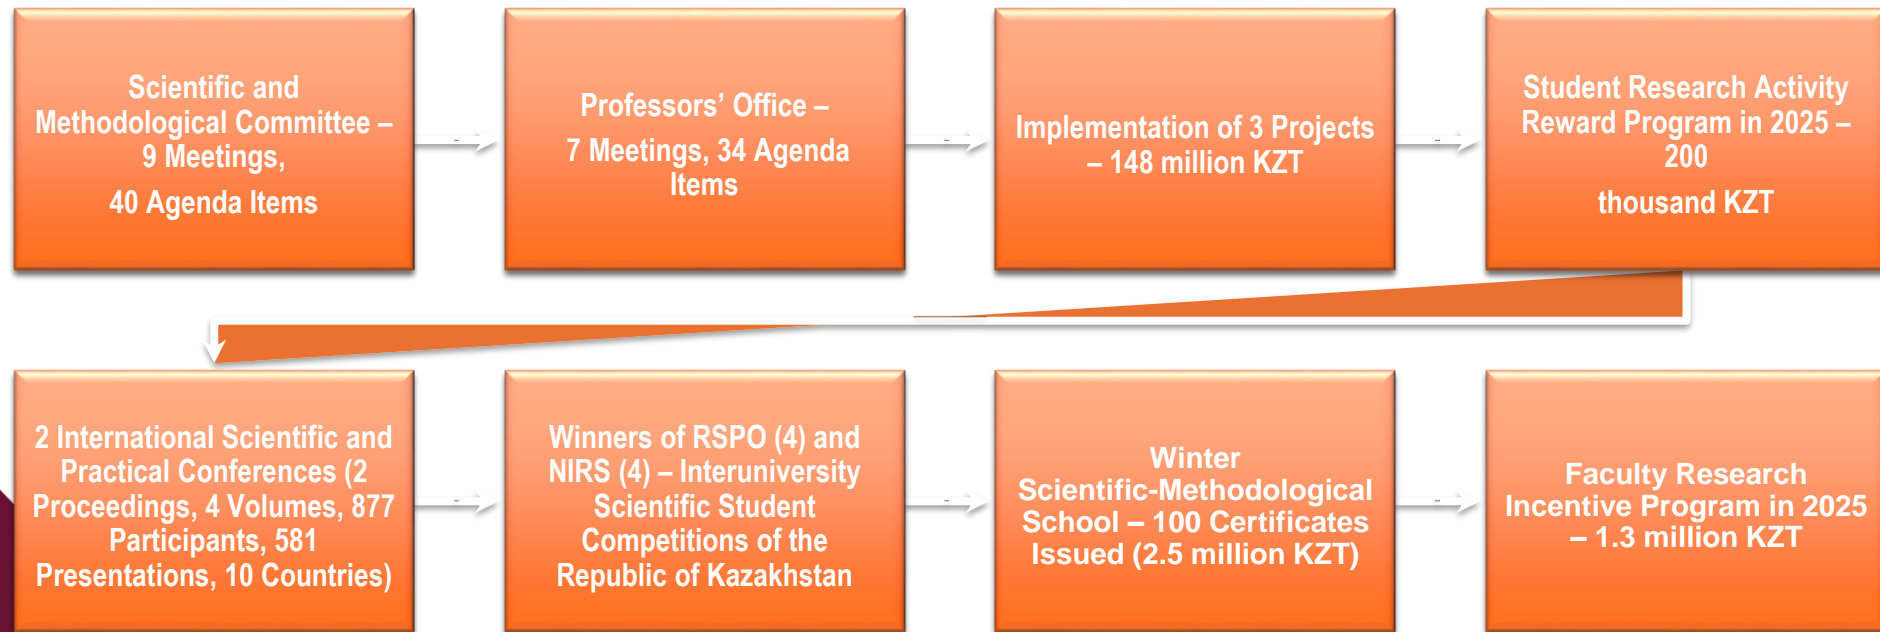 Scientific and
Methodological Committee –
9 Meetings,
40 Agenda Items
Professors’ Office –
7 Meetings, 34 Agenda
Items
Implementation of 3 Projects
– 148 million KZT
Student Research Activity
Reward Program in 2025 –
200
thousand KZT
2 International Scientific and
Practical Conferences (2
Proceedings, 4 Volumes, 877
Participants, 581
Presentations, 10 Countries)
Winners of RSPO (4) and
NIRS (4) – Interuniversity
Scientific Student
Competitions of the
Republic of Kazakhstan
Winter
Scientific-Methodological
School – 100 Certificates
Issued (2.5 million KZT)
Faculty Research
Incentive Program in 2025
– 1.3 million KZT